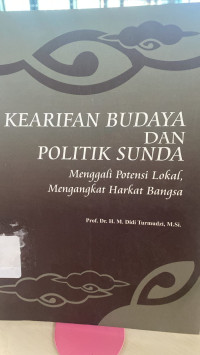 KEARIFAN BUDAYA
DAN
POLITIK SUNDA
Menggali Potensi Lokal,
Mengangkat Harkat Bangsa
Prof. Dr. H. M. Didi Turmudzi, M.Si.